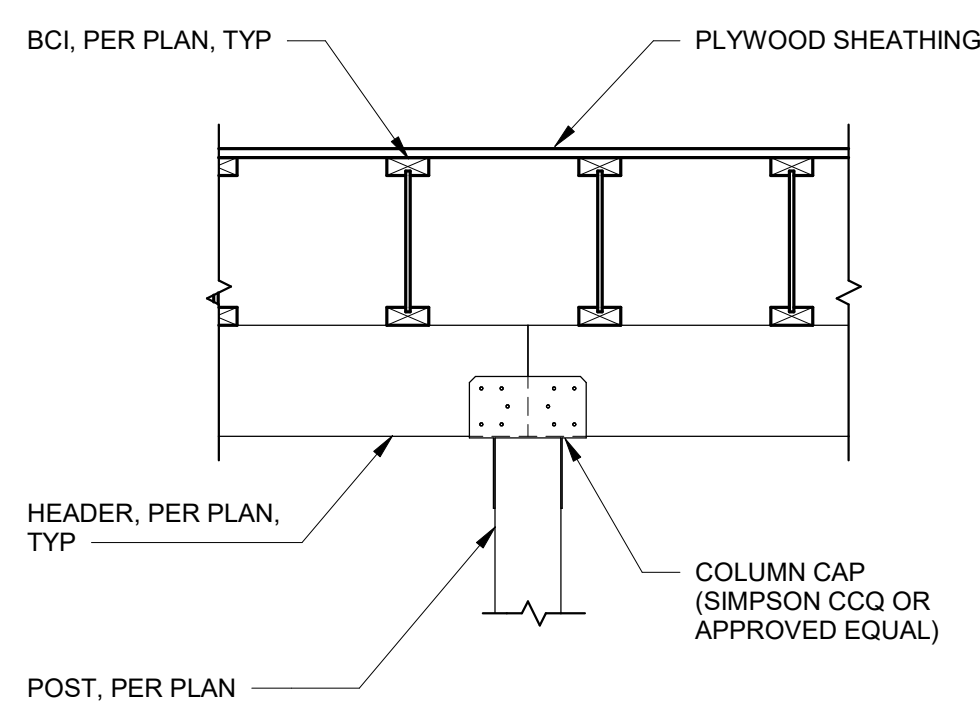 BCI, PER PLAN, TYP
PLYWOOD SHEATHING
HEADER, PER PLAN,
TYP
COLUMN CAP
(SIMPSON CCQ OR
APPROVED EQUAL)
POST, PER PLAN